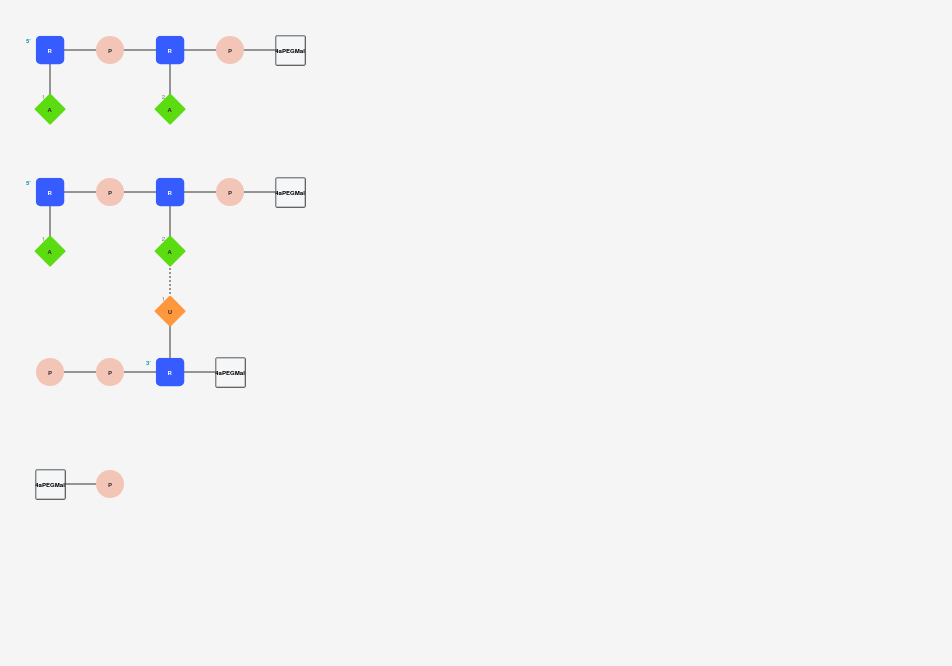 5' R P R P 4aPEGMal
1 A 2 A
5' R P R P 4aPEGMal
1 A 2 A
1 U
P P 3' R 4aPEGMal
4aPEGMal P